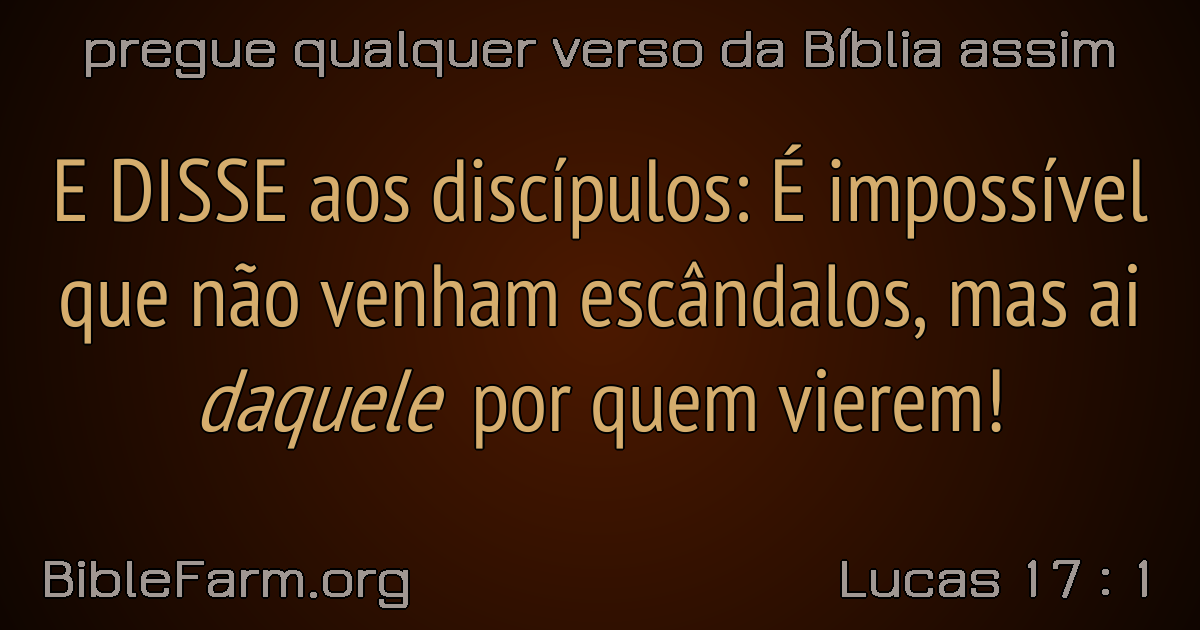 pregue qualquer verso da Bíblia assim
E DISSE aos discípulos: É impossível
que não venham escândalos, mas ai
daquele por quem vierem!
BibleFarm.org
Lucas 17 : 1